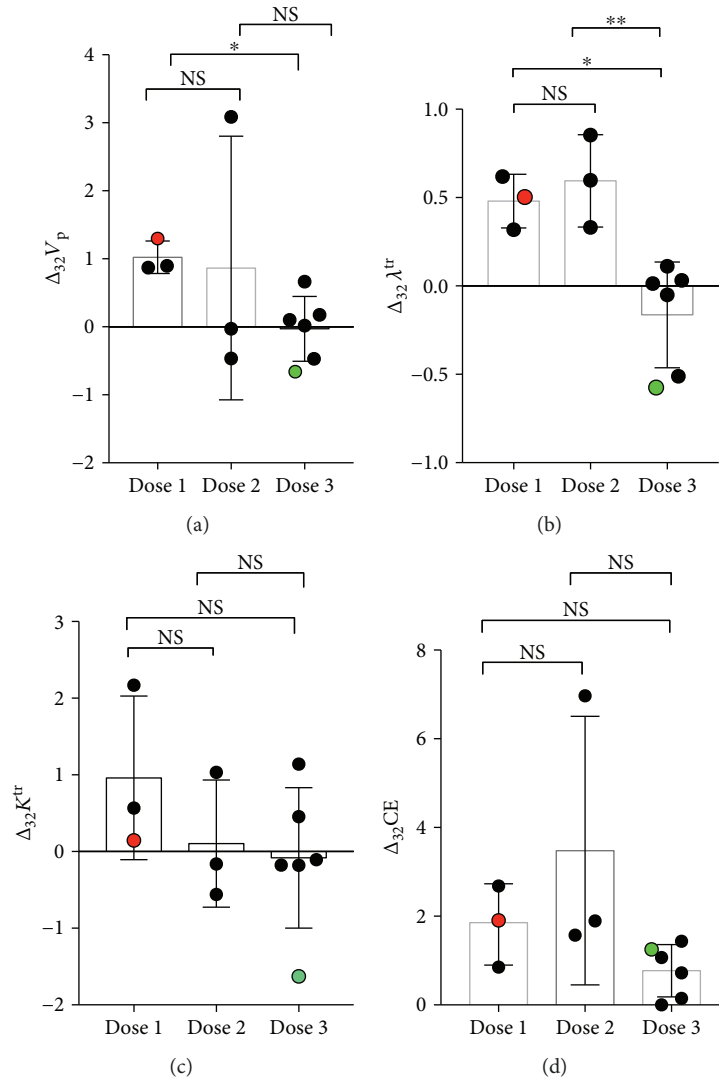 NS
*
NS
4
3
2
1
0
−1
−2
Δ₃₂Vₚ
Dose 1 Dose 2 Dose 3
(a)
**
*
NS
1.0
0.5
0.0
−0.5
−1.0
Δ₃₂λᵗʳ
Dose 1 Dose 2 Dose 3
(b)
NS
NS
NS
3
2
1
0
−1
−2
Δ₃₂Kᵗʳ
Dose 1 Dose 2 Dose 3
(c)
NS
NS
NS
8
6
4
2
0
Δ₃₂CE
Dose 1 Dose 2 Dose 3
(d)